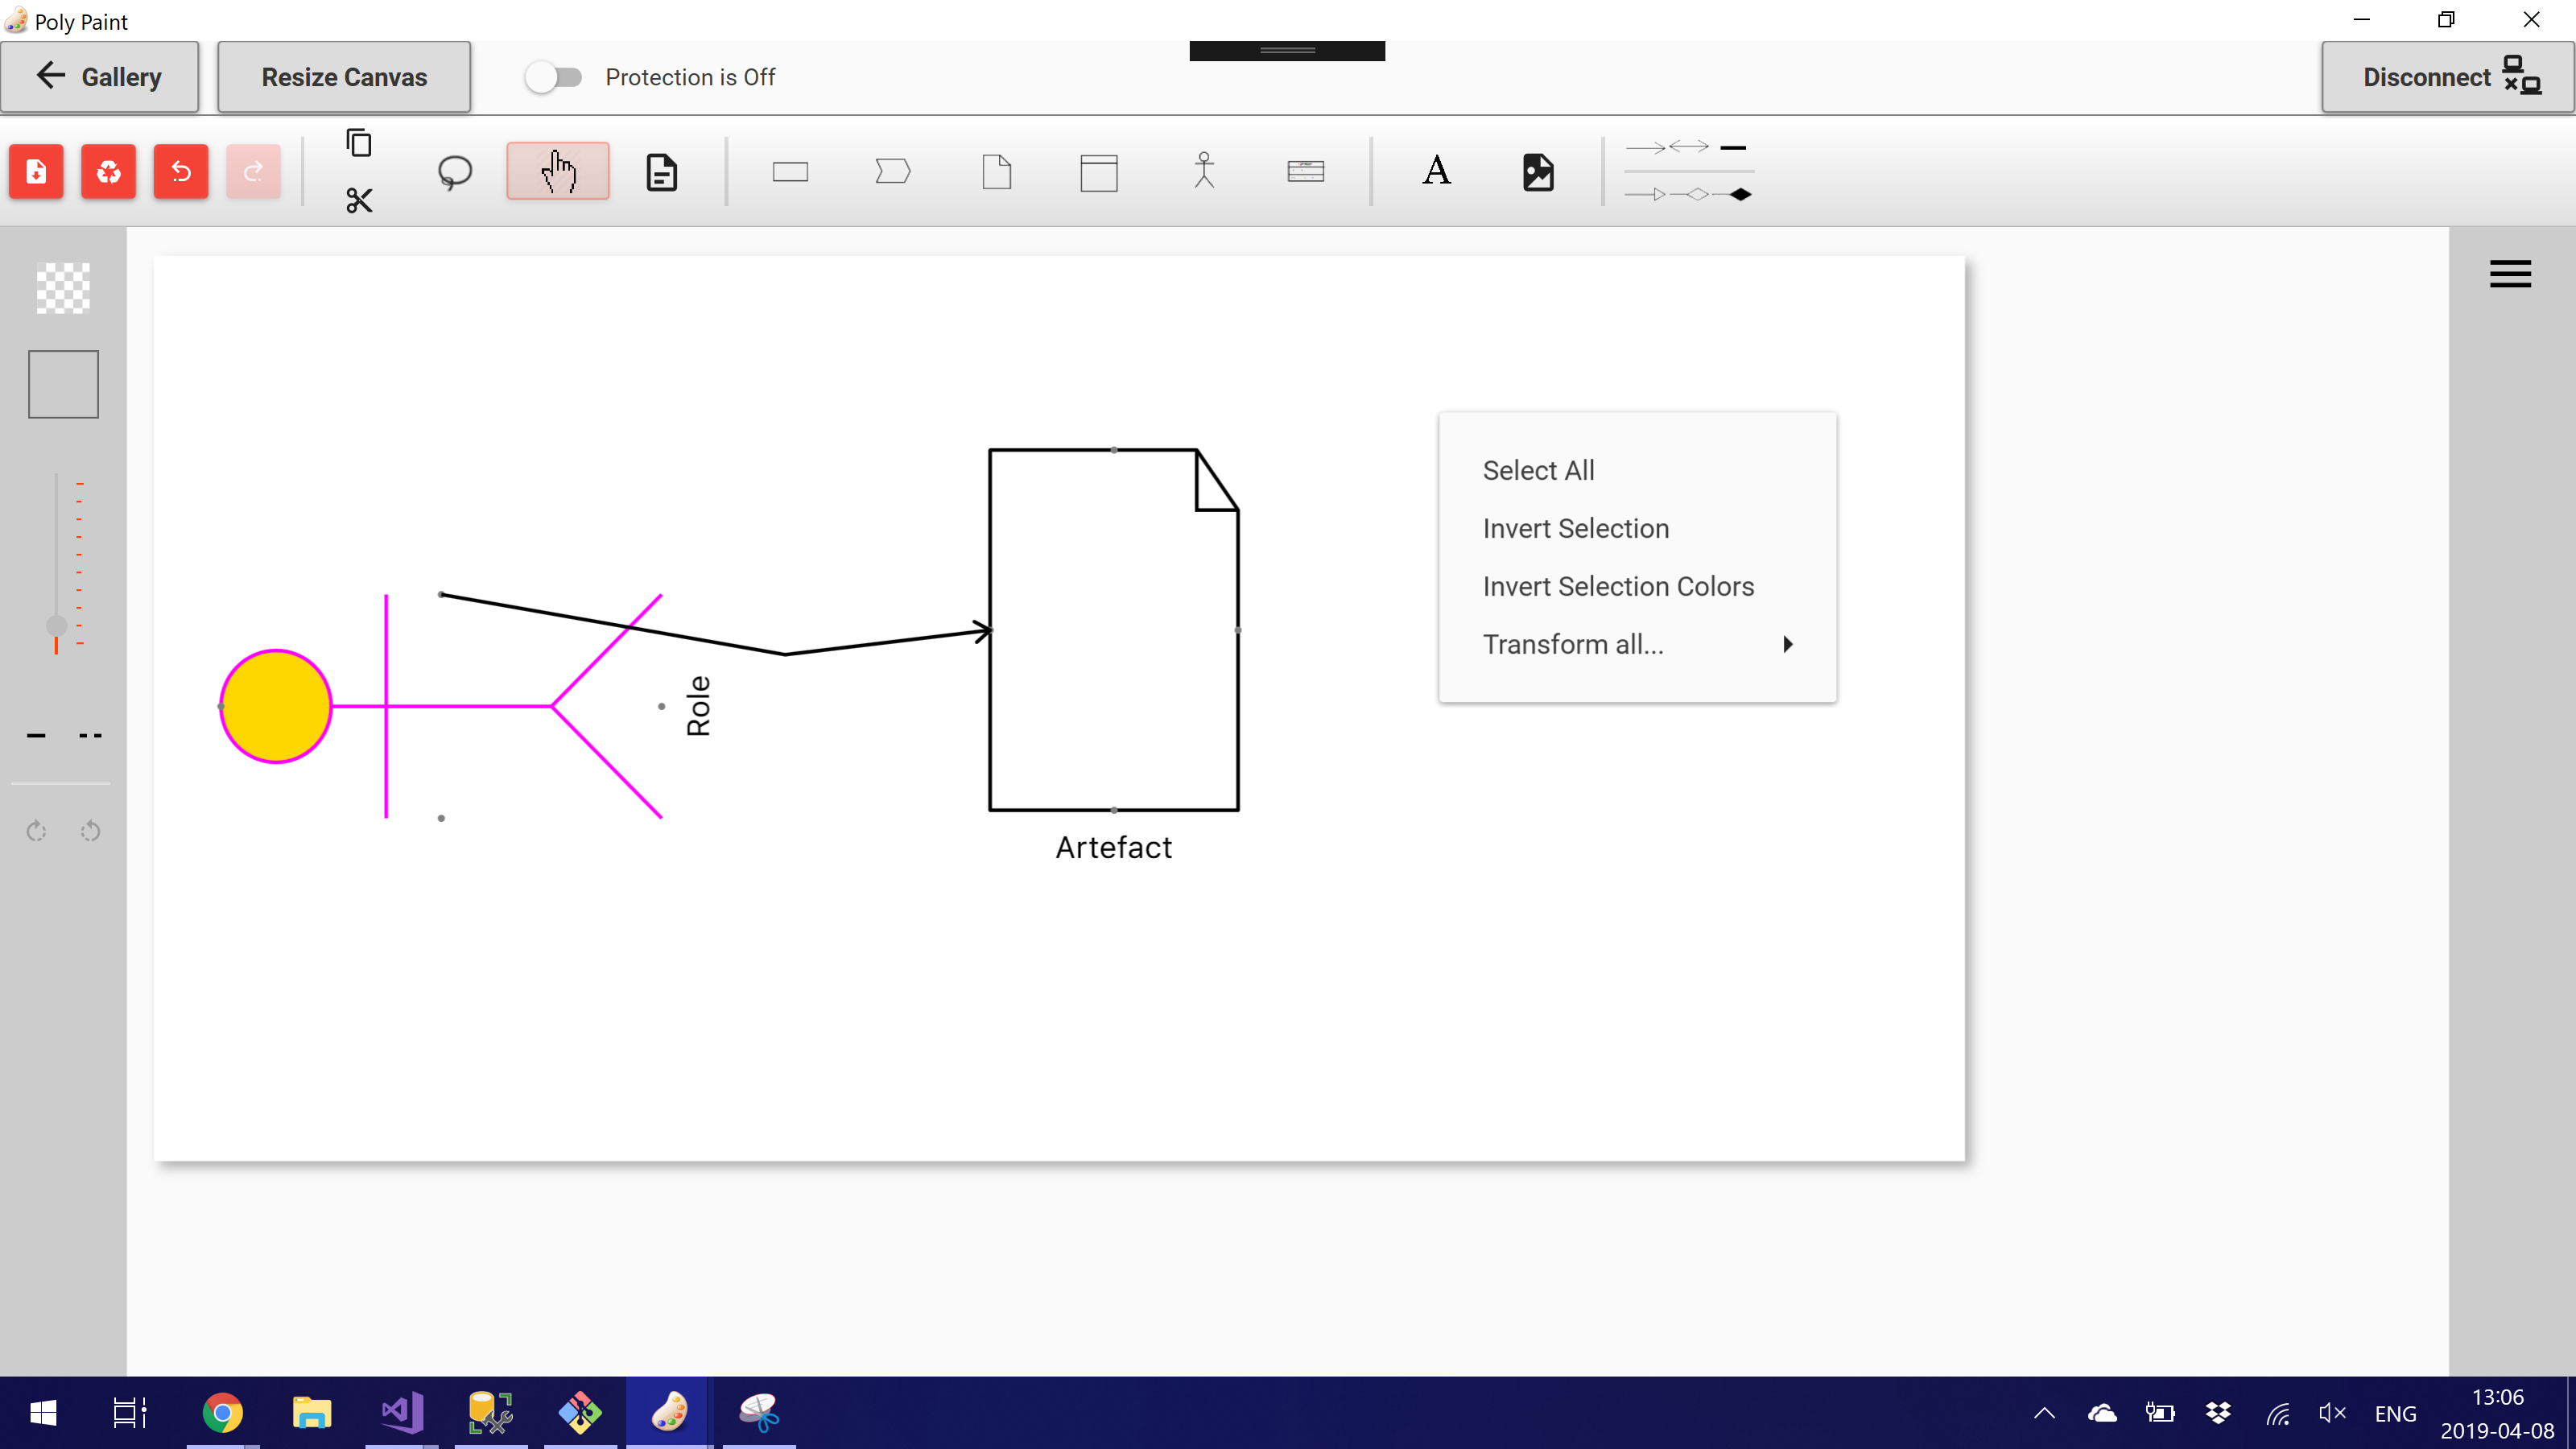 Poly Paint
Gallery
Resize Canvas
Protection is Off
Disconnect
A
Select All
Invert Selection
Invert Selection Colors
Transform all...
Role
Artefact
ENG
13:06
2019-04-08